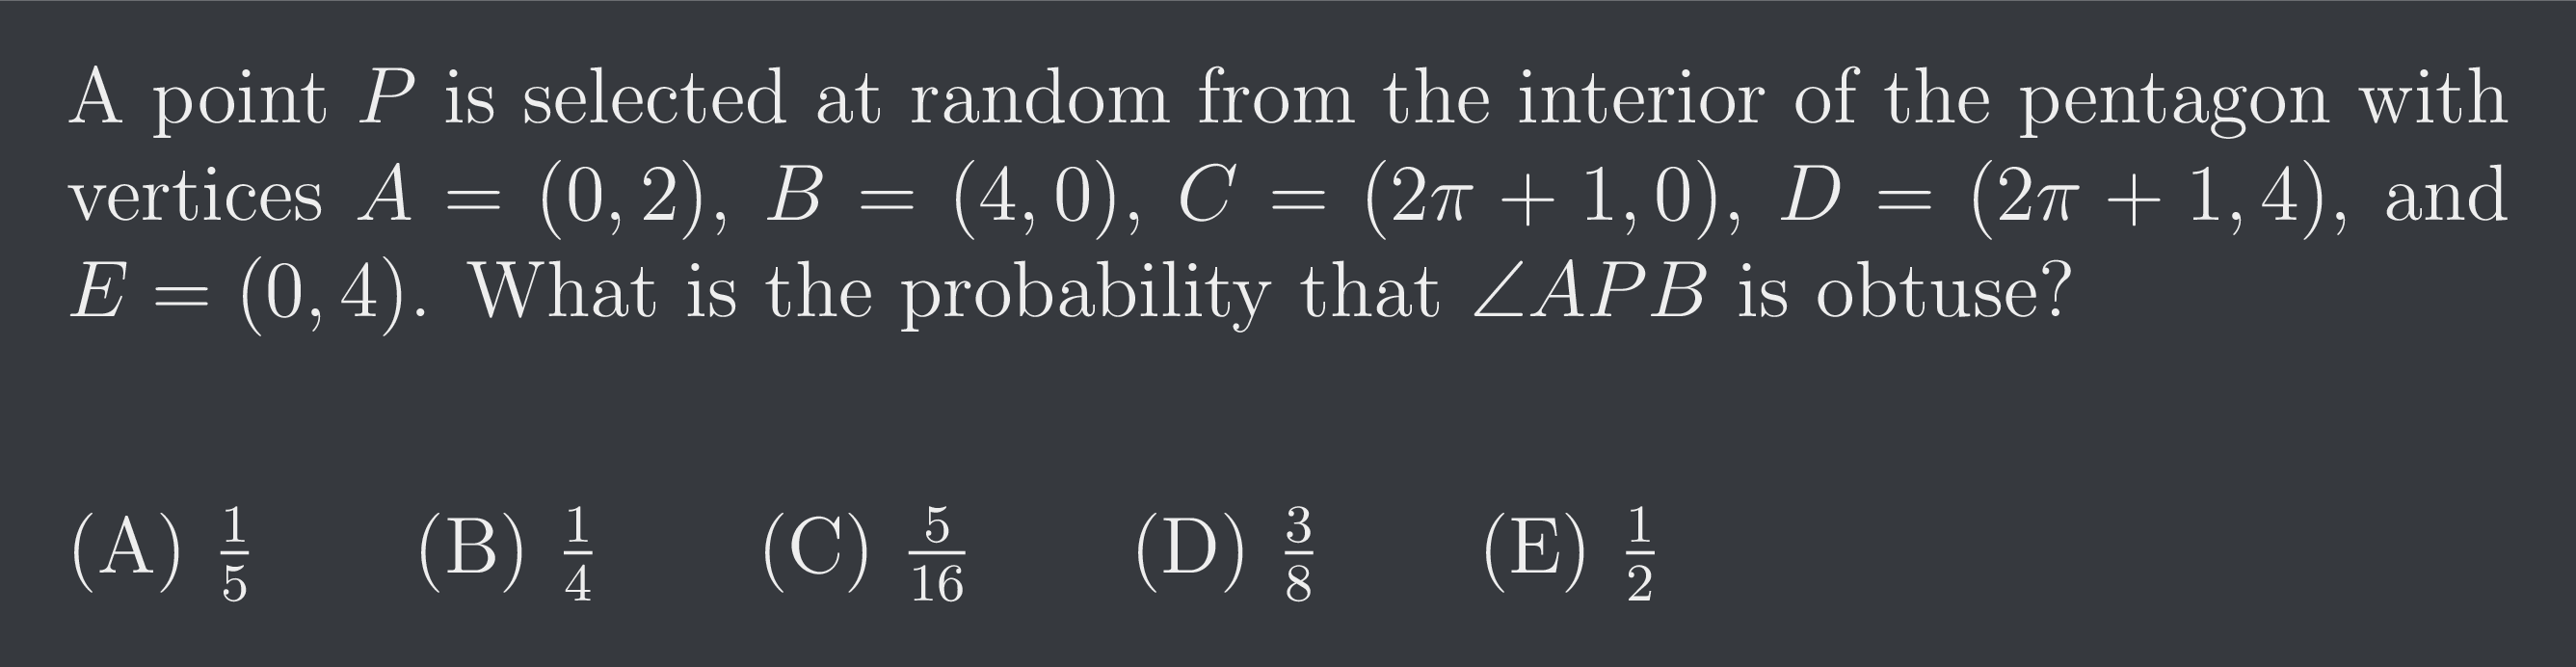 A point P is selected at random from the interior of the pentagon with
vertices A = (0, 2), B = (4, 0), C = (2π + 1, 0), D = (2π + 1, 4), and
E = (0, 4). What is the probability that ∠APB is obtuse?
(A) 1/5 (B) 1/4 (C) 5/16 (D) 3/8 (E) 1/2